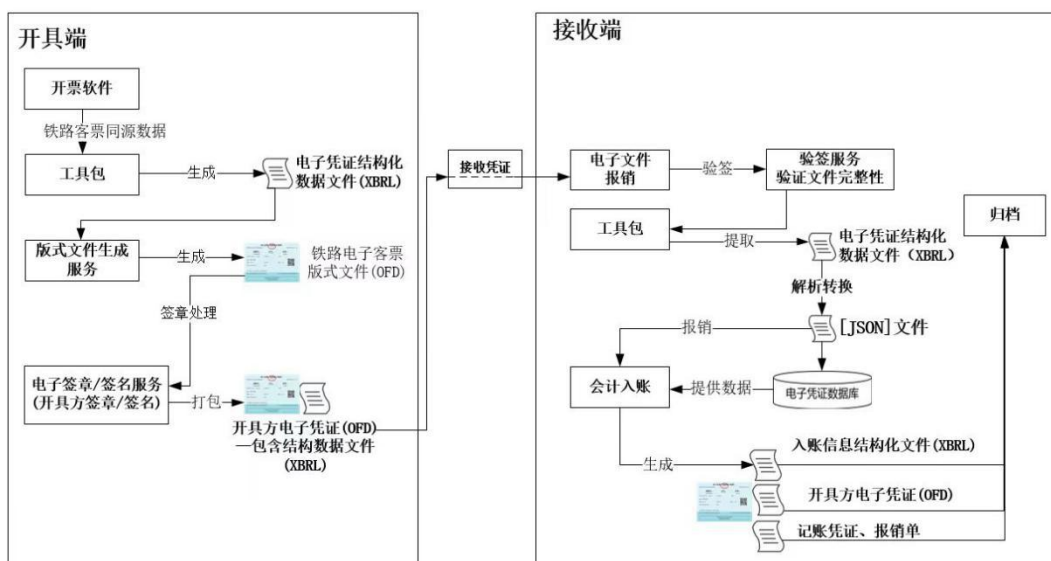 开具端
开票软件
铁路客票同源数据
工具包
生成
电子凭证结构化
数据文件(XBRL)
版式文件生成
服务
生成
铁路电子客票
版式文件(OFD)
签章处理
电子签章/签名服务
(开具方签章/签名)
打包
开具方电子凭证(OFD)
—包含结构数据文件
(XBRL)
接收凭证
接收端
电子文件
报销
验签
验签服务
验证文件完整性
归档
工具包
提取
电子凭证结构化
数据文件（XBRL）
解析转换
报销
[JSON]文件
会计入账
提供数据
电子凭证数据库
入账信息结构化文件(XBRL)
生成
开具方电子凭证(OFD)
记账凭证、报销单